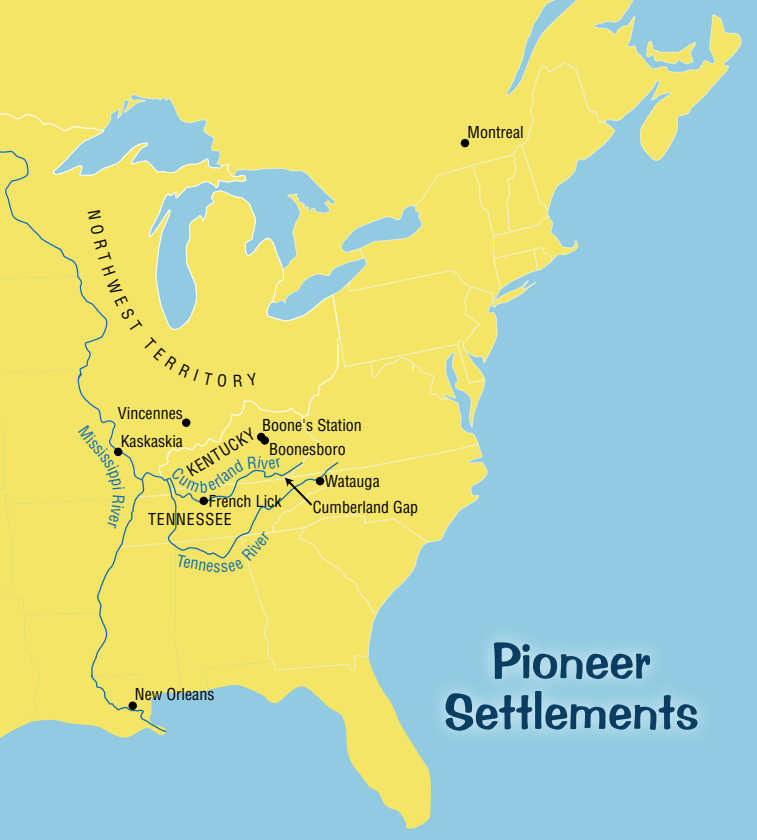 Montreal
NORTHWEST TERRITORY
Vincennes
Boone's Station
Kaskaskia
KENTUCKY
Boonesboro
Mississippi River
Cumberland River
Watauga
French Lick
Cumberland Gap
TENNESSEE
Tennessee River
Pioneer
Settlements
New Orleans